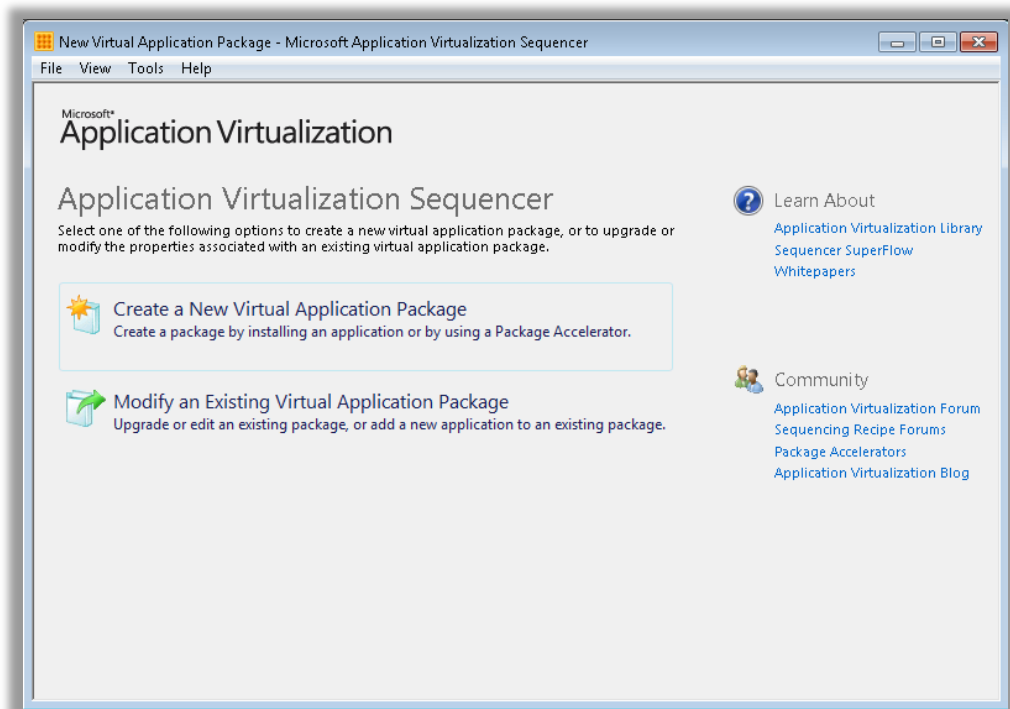 New Virtual Application Package - Microsoft Application Virtualization Sequencer
File View Tools Help
Microsoft®
Application Virtualization
Application Virtualization Sequencer
Select one of the following options to create a new virtual application package, or to upgrade or
modify the properties associated with an existing virtual application package.
Create a New Virtual Application Package
Create a package by installing an application or by using a Package Accelerator.
Modify an Existing Virtual Application Package
Upgrade or edit an existing package, or add a new application to an existing package.
Learn About
Application Virtualization Library
Sequencer SuperFlow
Whitepapers
Community
Application Virtualization Forum
Sequencing Recipe Forums
Package Accelerators
Application Virtualization Blog